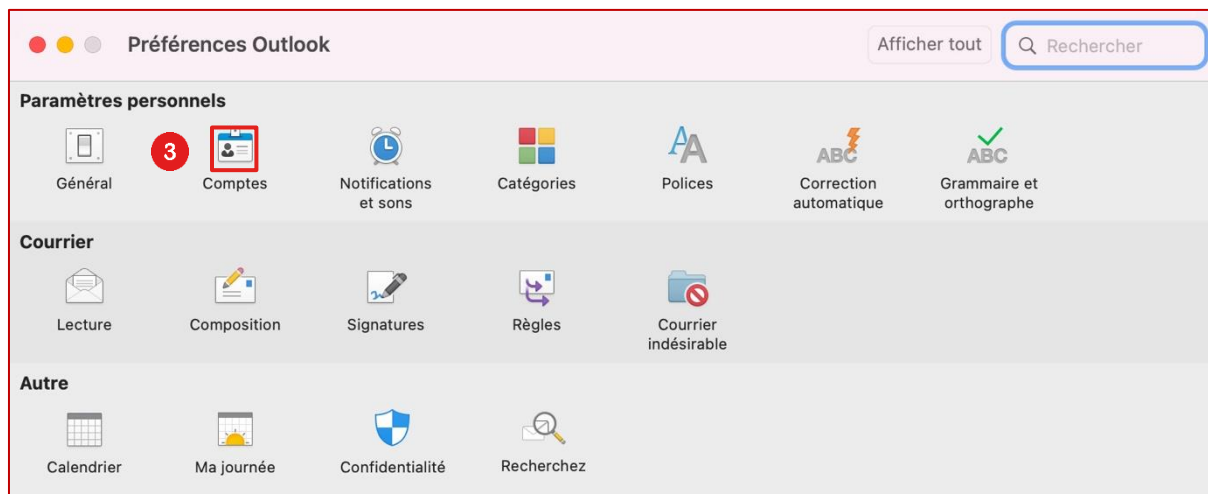 Préférences Outlook
Afficher tout
Rechercher
Paramètres personnels
3
Général
Comptes
Notifications
et sons
Catégories
Polices
ABC
Correction
automatique
ABC
Grammaire et
orthographe
Courrier
Lecture
Composition
Signatures
Règles
Courrier
indésirable
Autre
Calendrier
Ma journée
Confidentialité
Recherchez